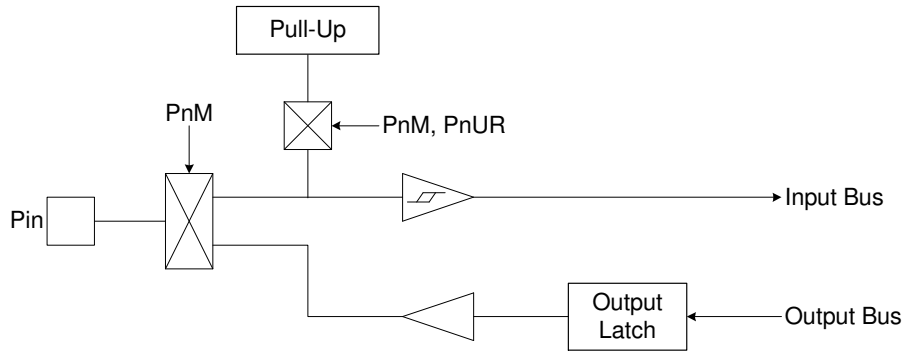 Pull-Up
PnM
PnM, PnUR
Pin
Input Bus
Output
Latch
Output Bus